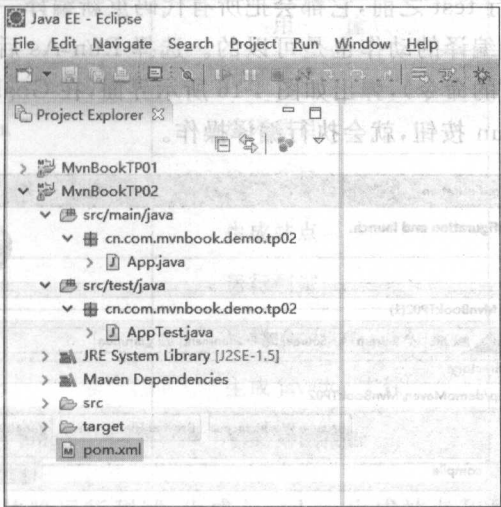 Java EE - Eclipse
File Edit Navigate Search Project Run Window Help
Project Explorer
MvnBookTP01
MvnBookTP02
src/main/java
cn.com.mvnbook.demo.tp02
App.java
src/test/java
cn.com.mvnbook.demo.tp02
AppTest.java
JRE System Library [J2SE-1.5]
Maven Dependencies
src
target
pom.xml